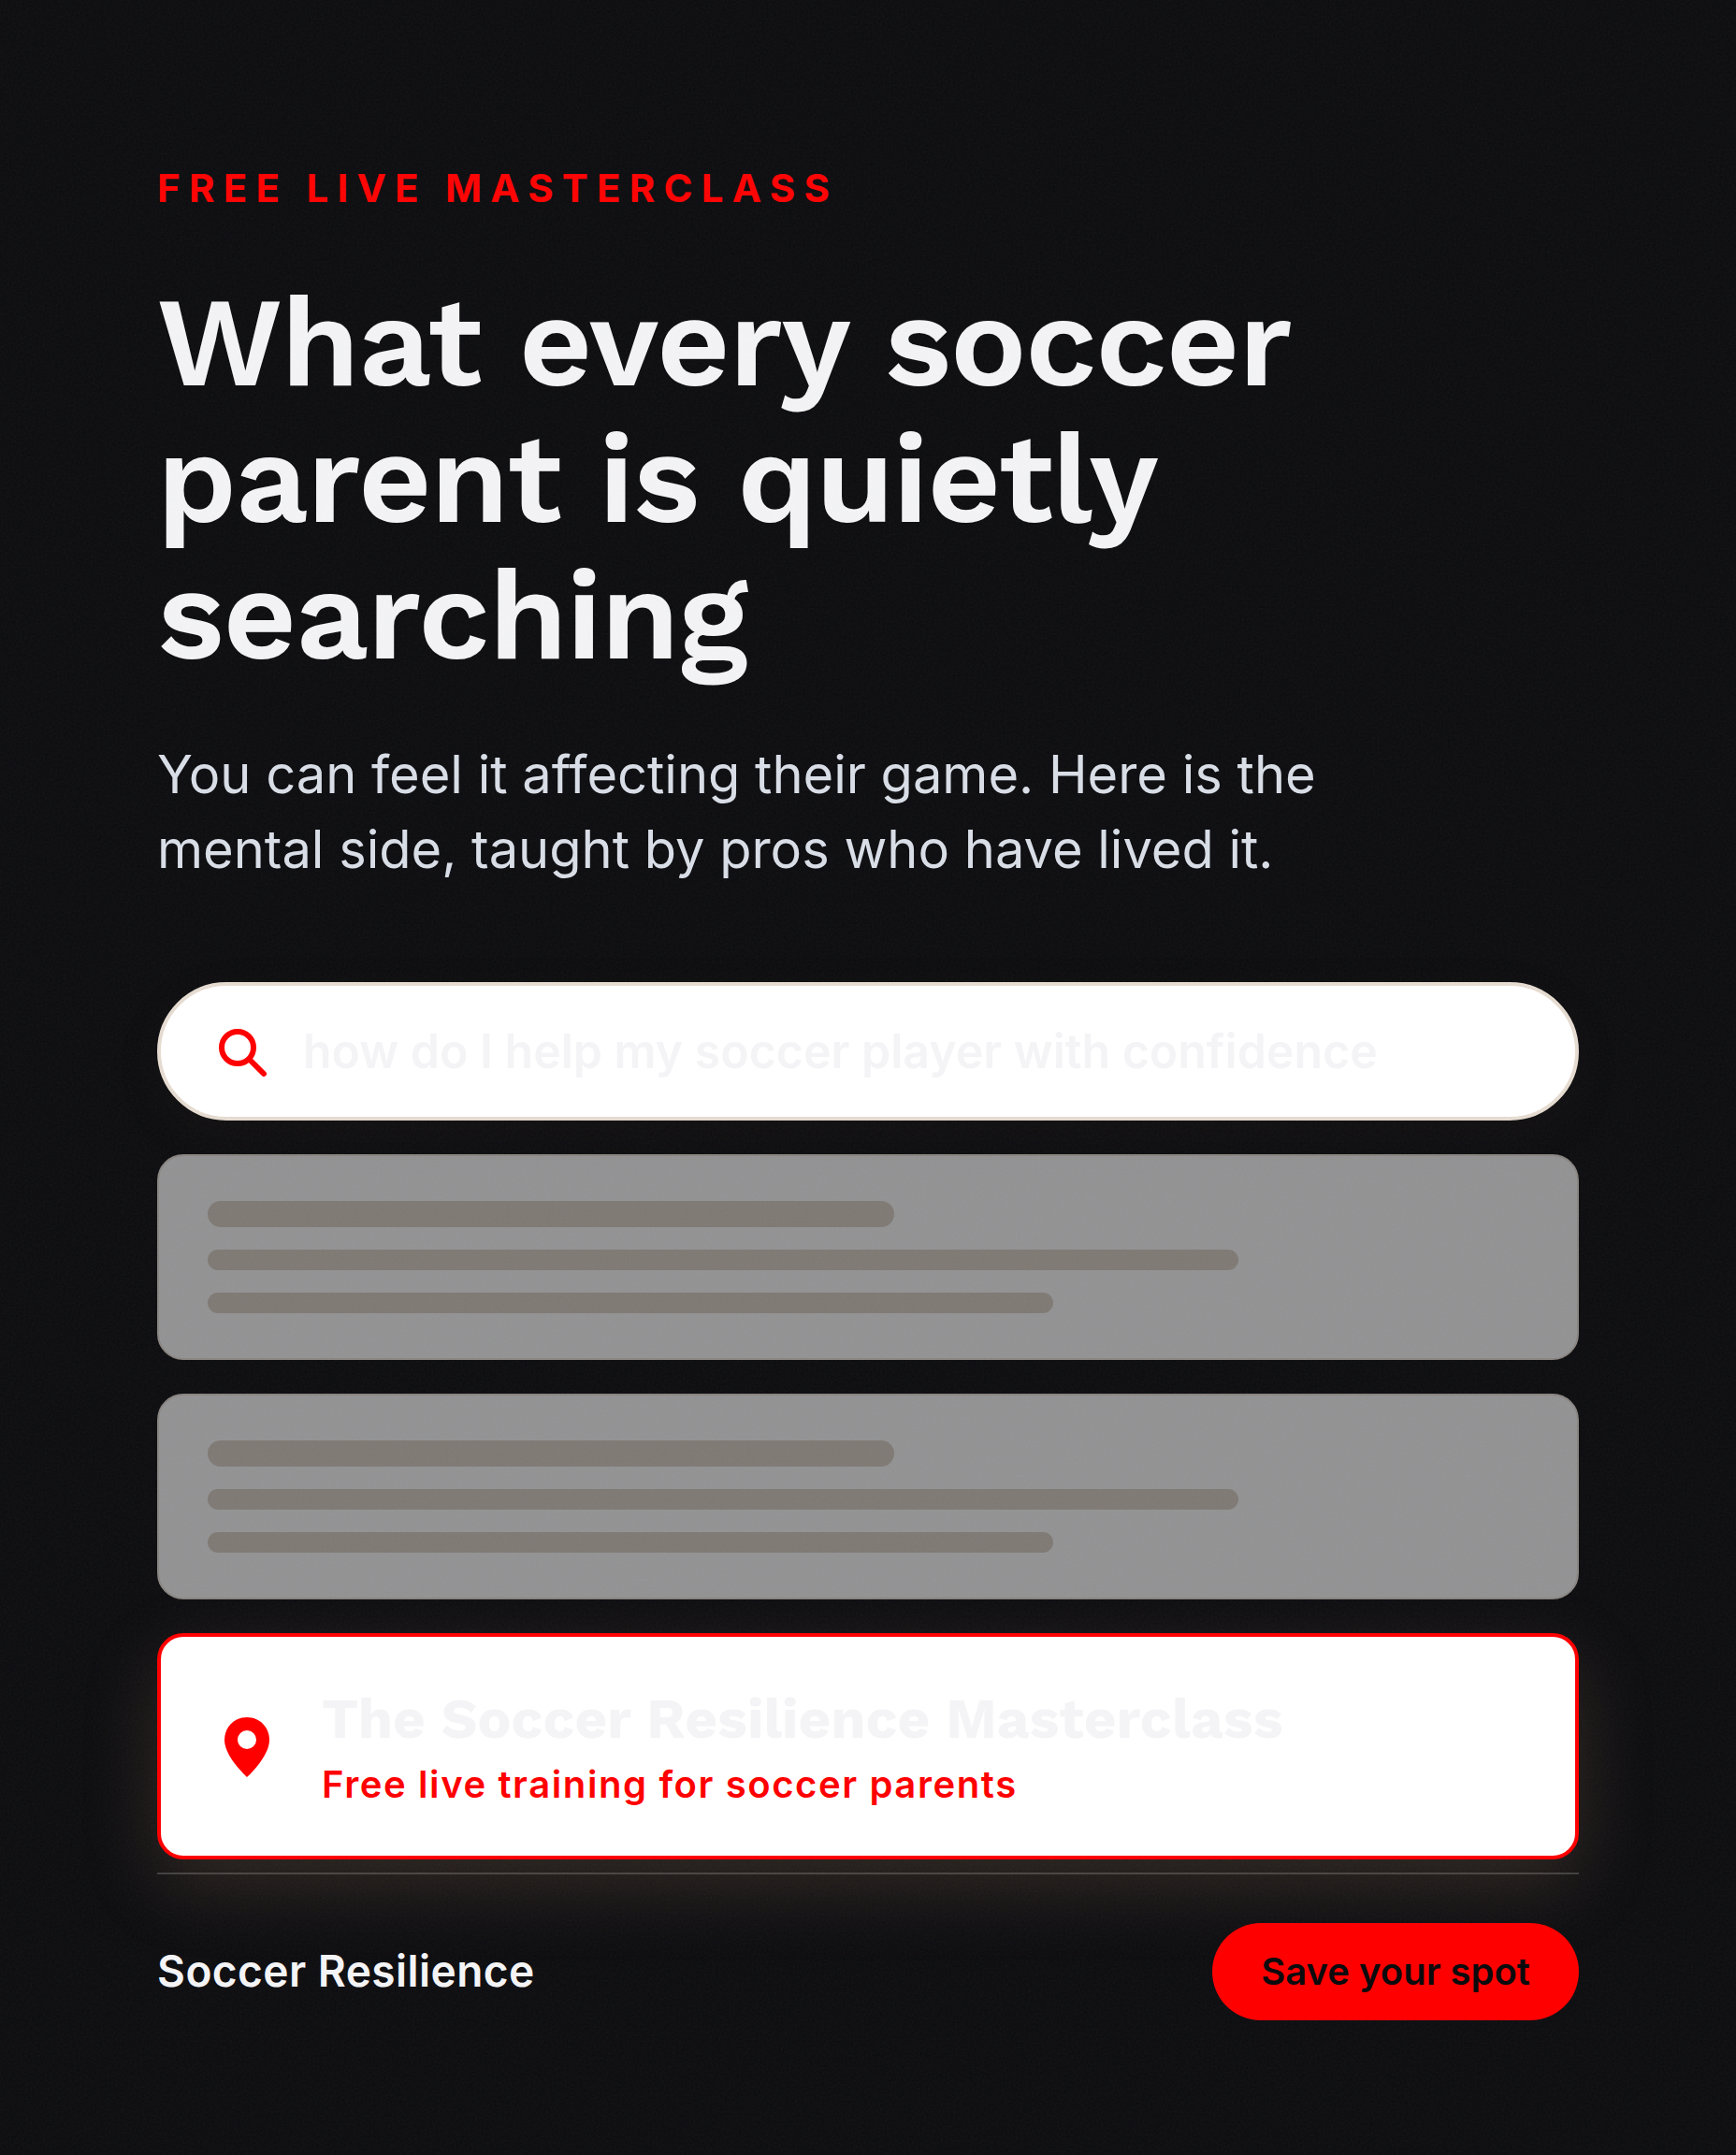 FREE LIVE MASTERCLASS
What every soccer
parent is quietly
searching
You can feel it affecting their game. Here is the
mental side, taught by pros who have lived it.
how do I help my soccer player with confidence
The Soccer Resilience Masterclass
Free live training for soccer parents
Soccer Resilience
Save your spot